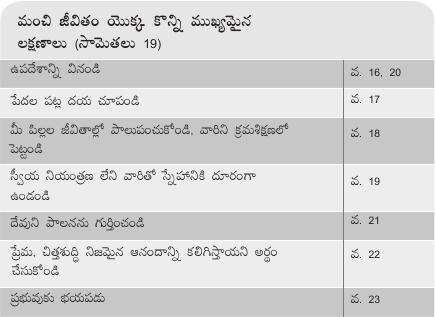 మంచి జీవితం యొక్క కొన్ని ముఖ్యమైన
లక్షణాలు (సామెతలు 19)
ఉపదేశాన్ని వినండి వ. 16, 20
పేదల పట్ల దయ చూపండి వ. 17
మీ పిల్లల జీవితాల్లో పాలుపంచుకోండి, వారిని క్రమశిక్షణలో
పెట్టండి వ. 18
స్వీయ నియంత్రణ లేని వారితో స్నేహానికి దూరంగా
ఉండండి వ. 19
దేవుని పాలనను గుర్తించండి వ. 21
ప్రేమ, చిత్తశుద్ధి నిజమైన ఆనందాన్ని కలిగిస్తాయని అర్థం
చేసుకోండి వ. 22
ప్రభువుకు భయపడు వ. 23